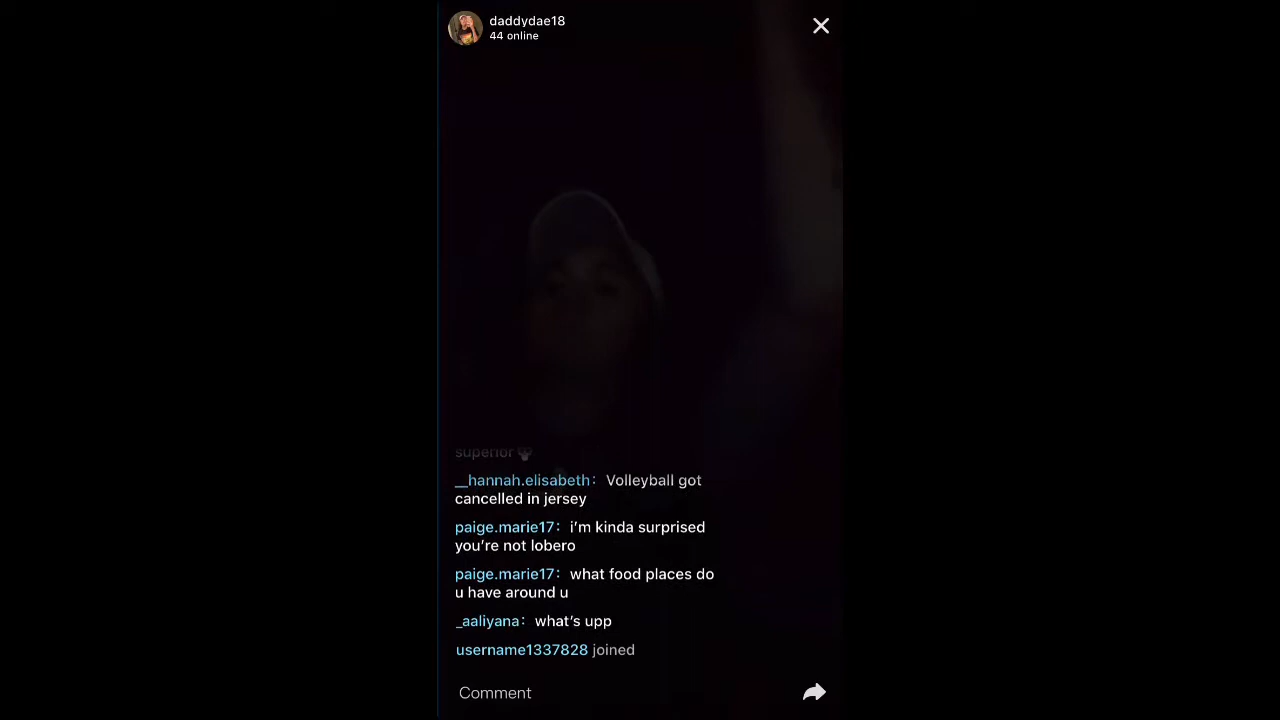 daddydae18
44 online
superior
__hannah.elisabeth: Volleyball got
cancelled in jersey
paige.marie17: i'm kinda surprised
you're not lobero
paige.marie17: what food places do
u have around u
_aaliyana: what's upp
username1337828 joined
Comment